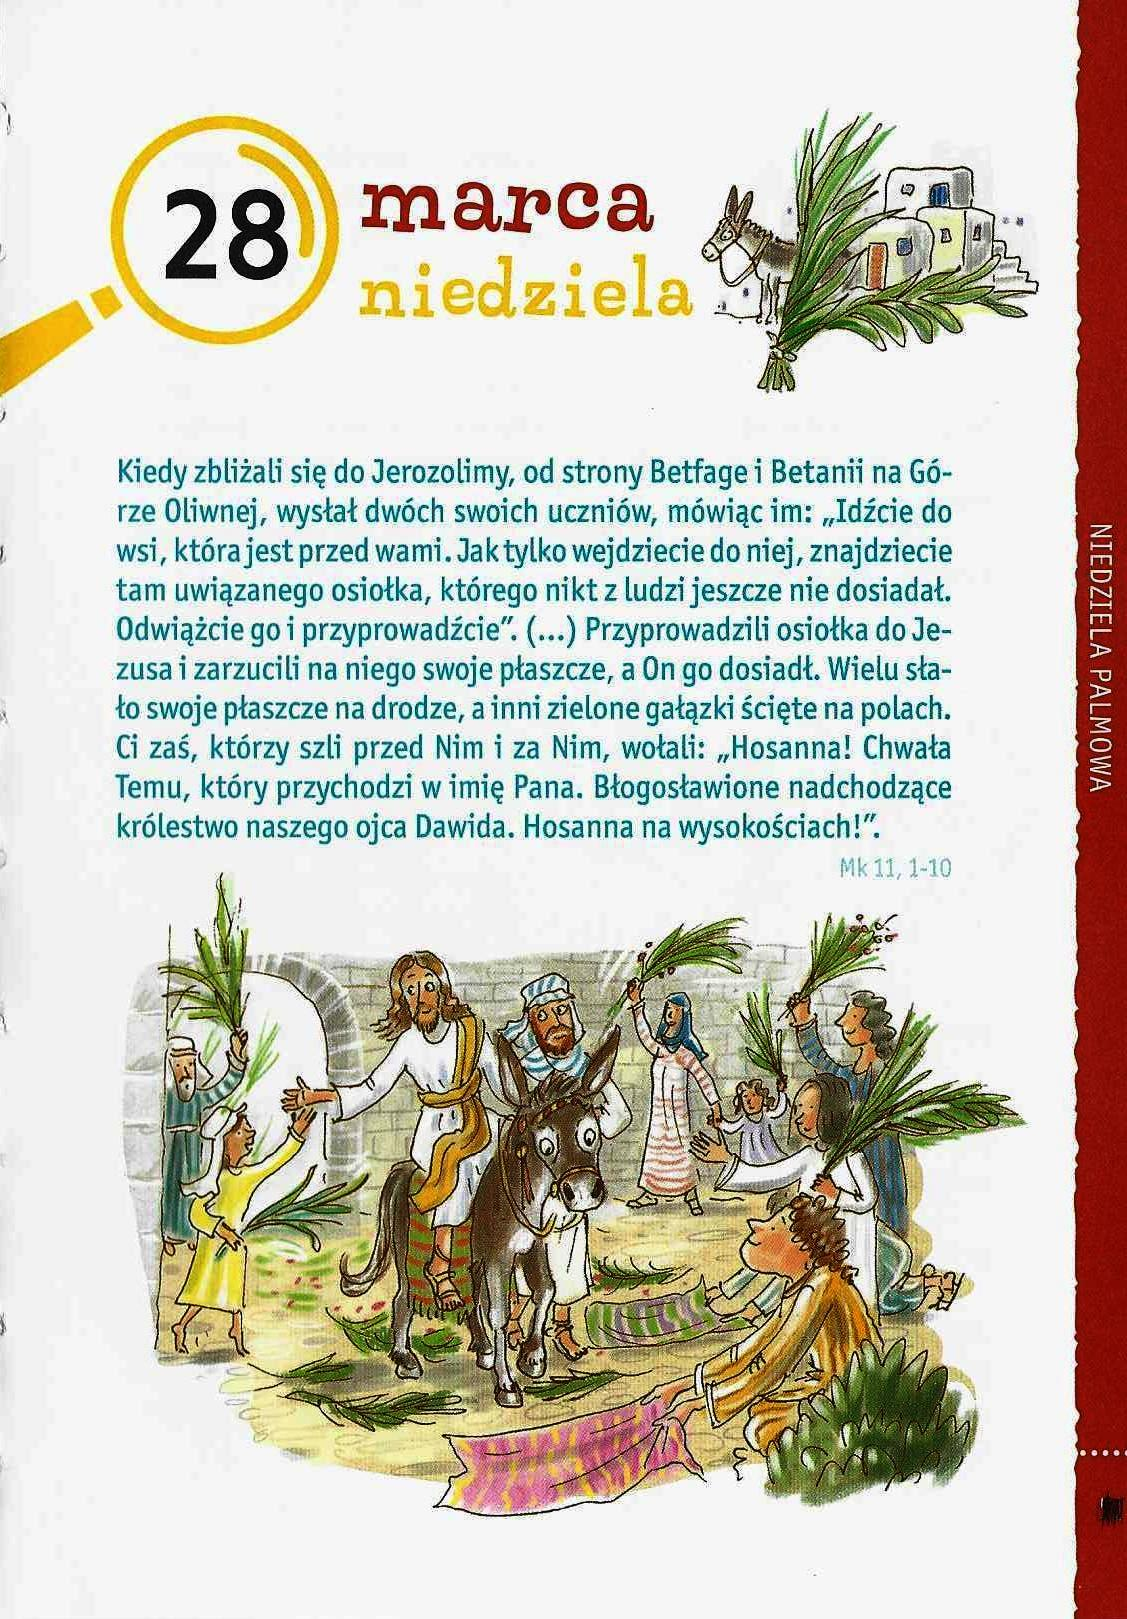 28
marca
niedziela
Kiedy zbliżali się do Jerozolimy, od strony Betfage i Betanii na Gó-
rze Oliwnej, wysłał dwóch swoich uczniów, mówiąc im: „Idźcie do
wsi, która jest przed wami. Jak tylko wejdziecie do niej, znajdziecie
tam uwiązanego osiołka, którego nikt z ludzi jeszcze nie dosiadał.
Odwiążcie go i przyprowadźcie”. (...) Przyprowadzili osiołka do Je-
zusa i zarzucili na niego swoje płaszcze, a On go dosiadł. Wielu sła-
ło swoje płaszcze na drodze, a inni zielone gałązki ścięte na polach.
Ci zaś, którzy szli przed Nim i za Nim, wołali: „Hosanna! Chwała
Temu, który przychodzi w imię Pana. Błogosławione nadchodzące
królestwo naszego ojca Dawida. Hosanna na wysokościach!”.
Mk 11, 1-10
NIEDZIELA PALMOWA